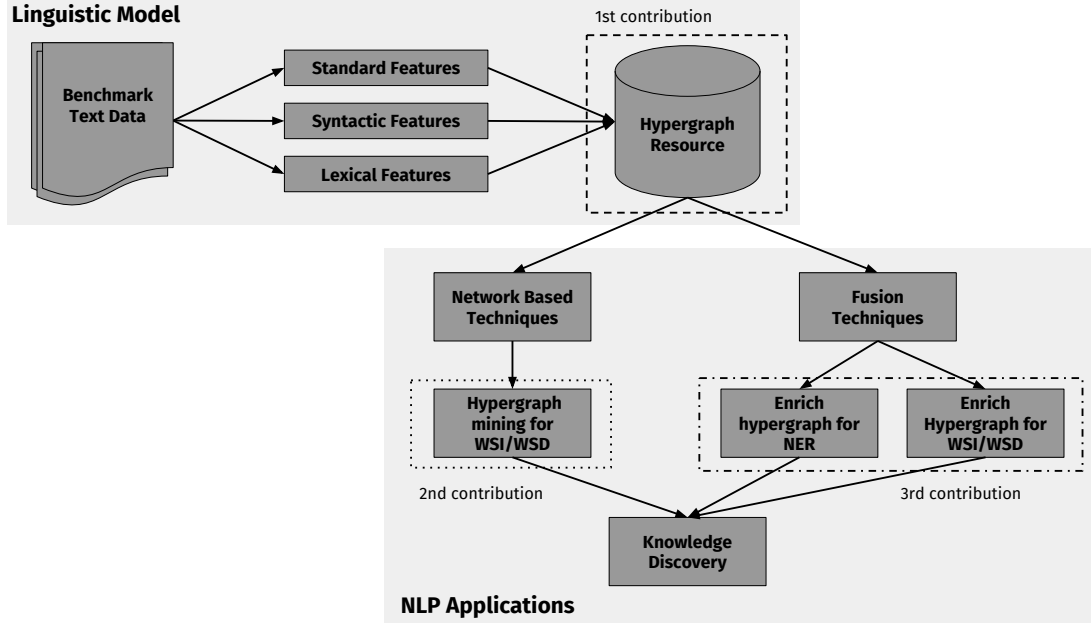 Linguistic Model
1st contribution
Benchmark
Text Data
Standard Features
Syntactic Features
Lexical Features
Hypergraph
Resource
Network Based
Techniques
Fusion
Techniques
Hypergraph
mining for
WSI/WSD
Enrich
hypergraph for
NER
Enrich
Hypergraph for
WSI/WSD
2nd contribution
3rd contribution
Knowledge
Discovery
NLP Applications